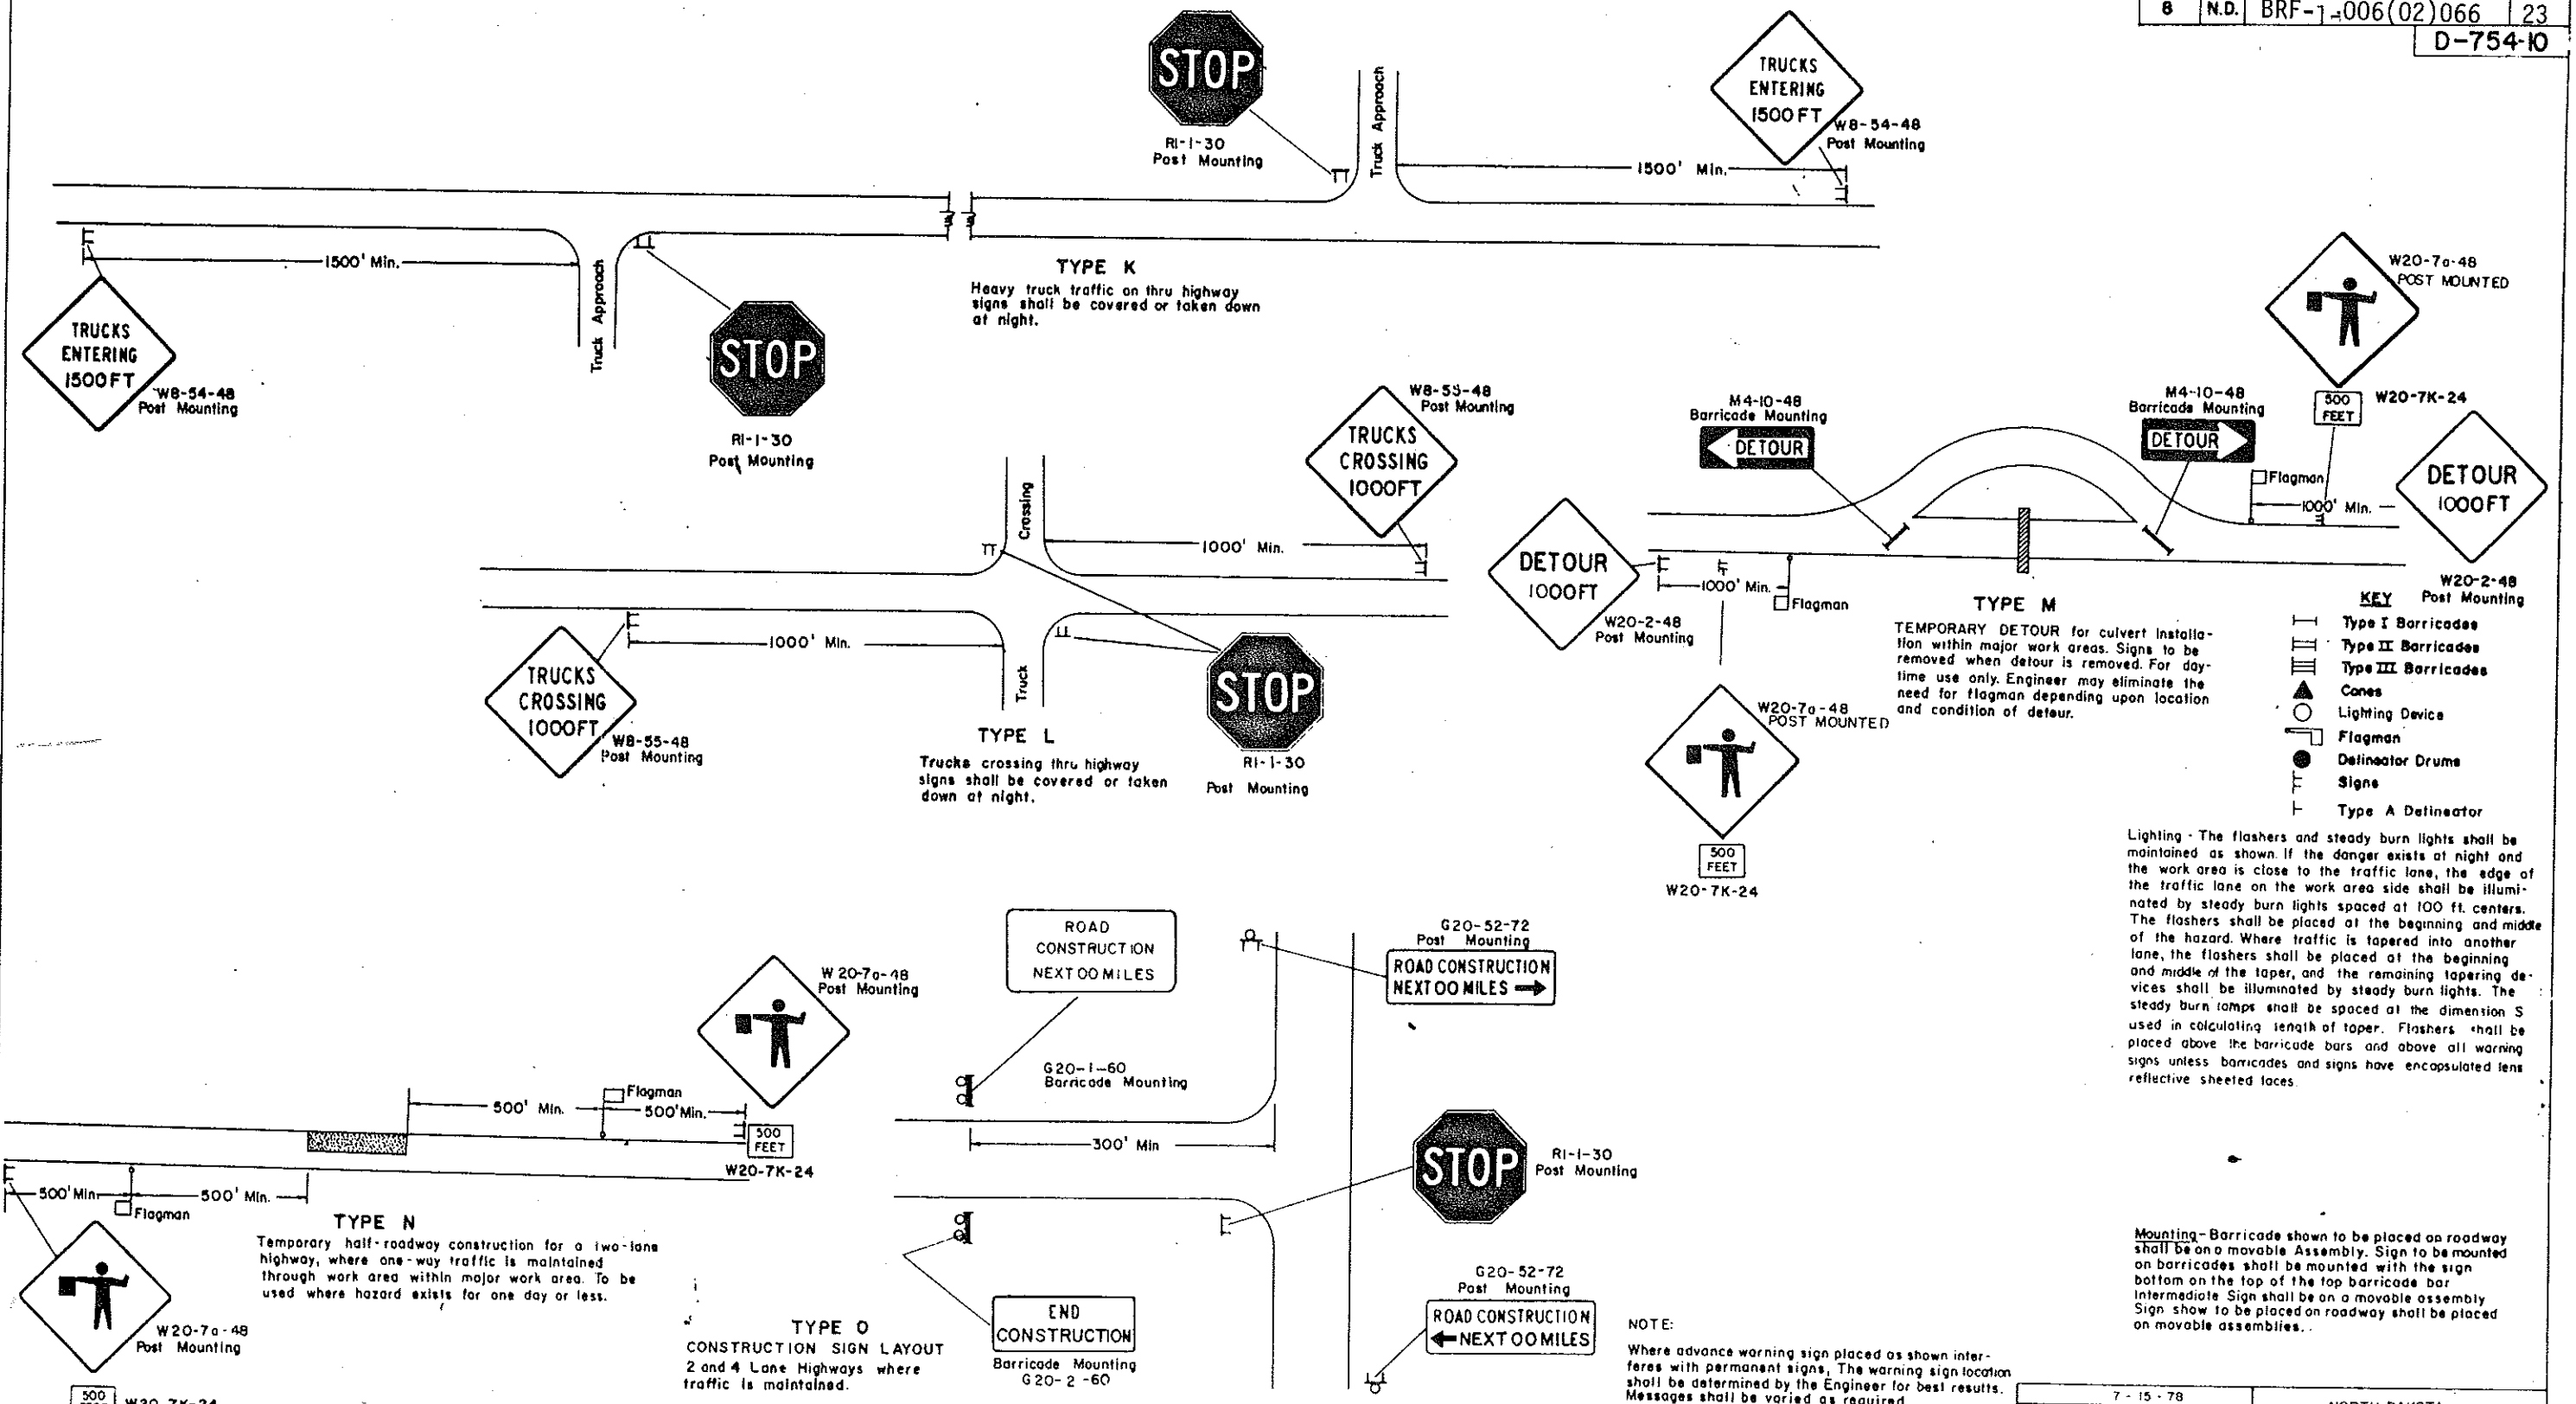 8 N.D. BRF-1-006(02)066 23
D-754-10
STOP
R1-1-30
Post Mounting
Truck Approach
TRUCKS
ENTERING
1500FT
W8-54-48
Post Mounting
1500' Min.
1500' Min.
Truck Approach
TRUCKS
ENTERING
1500FT
W8-54-48
Post Mounting
STOP
R1-1-30
Post Mounting
TYPE K
Heavy truck traffic on thru highway
signs shall be covered or taken down
at night.
W8-55-48
Post Mounting
TRUCKS
CROSSING
1000FT
Crossing
1000' Min.
1000' Min.
Truck
TRUCKS
CROSSING
1000FT
W8-55-48
Post Mounting
STOP
R1-1-30
Post Mounting
TYPE L
Trucks crossing thru highway
signs shall be covered or taken
down at night.
W20-7a-48
POST MOUNTED
500
FEET
W20-7K-24
M4-10-48
Barricade Mounting
DETOUR
M4-10-48
Barricade Mounting
DETOUR
Flagman
1000' Min.
DETOUR
1000FT
W20-2-48
Post Mounting
DETOUR
1000FT
W20-2-48
Post Mounting
1000' Min.
Flagman
W20-7a-48
POST MOUNTED
500
FEET
W20-7K-24
TYPE M
TEMPORARY DETOUR for culvert installa-
tion within major work areas. Signs to be
removed when detour is removed. For day-
time use only. Engineer may eliminate the
need for flagman depending upon location
and condition of detour.
KEY
Type I Barricades
Type II Barricades
Type III Barricades
Cones
Lighting Device
Flagman
Delineator Drums
Signs
Type A Delineator
Lighting - The flashers and steady burn lights shall be
maintained as shown. If the danger exists at night and
the work area is close to the traffic lane, the edge of
the traffic lane on the work area side shall be illumi-
nated by steady burn lights spaced at 100 ft. centers.
The flashers shall be placed at the beginning and middle
of the hazard. Where traffic is tapered into another
lane, the flashers shall be placed at the beginning
and middle of the taper, and the remaining tapering de-
vices shall be illuminated by steady burn lights. The
steady burn lamps shall be spaced at the dimension S
used in calculating length of taper. Flashers shall be
placed above the barricade bars and above all warning
signs unless barricades and signs have encapsulated lens
reflective sheeted faces.
W20-7a-48
Post Mounting
Flagman
500' Min.
500' Min.
500
FEET
W20-7K-24
500' Min
500' Min.
Flagman
W20-7a-48
Post Mounting
500
W20-7K-24
TYPE N
Temporary half-roadway construction for a two-lane
highway, where one-way traffic is maintained
through work area within major work area. To be
used where hazard exists for one day or less.
ROAD
CONSTRUCTION
NEXT 00 MILES
G20-1-60
Barricade Mounting
G20-52-72
Post Mounting
ROAD CONSTRUCTION
NEXT 00 MILES →
300' Min
STOP
R1-1-30
Post Mounting
END
CONSTRUCTION
Barricade Mounting
G20-2-60
G20-52-72
Post Mounting
ROAD CONSTRUCTION
← NEXT 00 MILES
TYPE O
CONSTRUCTION SIGN LAYOUT
2 and 4 Lane Highways where
traffic is maintained.
NOTE:
Where advance warning sign placed as shown inter-
feres with permanent signs, The warning sign location
shall be determined by the Engineer for best results.
Messages shall be varied as required
Mounting-Barricade shown to be placed on roadway
shall be on a movable Assembly. Sign to be mounted
on barricades shall be mounted with the sign
bottom on the top of the top barricade bar
Intermediate Sign shall be on a movable assembly
Sign show to be placed on roadway shall be placed
on movable assemblies..
7-15-78
NORTH DAKOTA